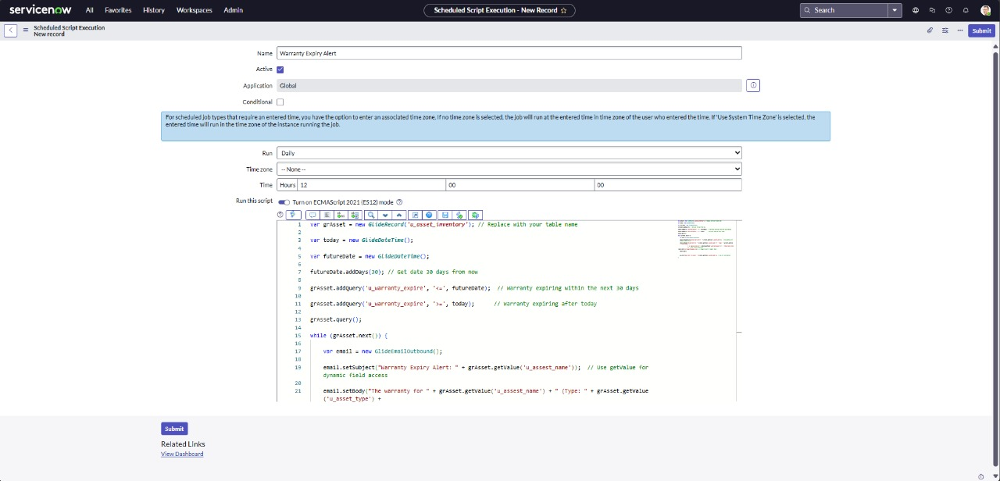 servicenow All Favorites History Workspaces Admin Scheduled Script Execution - New Record Search
Scheduled Script Execution
New record
Submit
Name Warranty Expiry Alert
Active
Application Global
Conditional
For scheduled job types that require an entered time, you have the option to enter an associated time zone. If no time zone is selected, the job will run at the entered time in time zone of the user who entered the time. If 'Use System Time Zone' is selected, the
entered time will run in the time zone of the instance running the job.
Run Daily
Time zone -- None --
Time Hours 12 00 00
Run this script Turn on ECMAScript 2021 (ES12) mode
1 var grAsset = new GlideRecord('u_asset_inventory'); // Replace with your table name
2
3 var today = new GlideDateTime();
4
5 var futureDate = new GlideDateTime();
6
7 futureDate.addDays(30); // Get date 30 days from now
8
9 grAsset.addQuery('u_warranty_expire', '<=', futureDate); // Warranty expiring within the next 30 days
10
11 grAsset.addQuery('u_warranty_expire', '>=', today); // Warranty expiring after today
12
13 grAsset.query();
14
15 while (grAsset.next()) {
16
17 var email = new GlideEmailOutbound();
18
19 email.setSubject("Warranty Expiry Alert: " + grAsset.getValue('u_assest_name')); // Use getValue for
dynamic field access
20
21 email.setBody("The warranty for " + grAsset.getValue('u_assest_name') + " (Type: " + grAsset.getValue
('u_asset_type') +
Submit
Related Links
View Dashboard